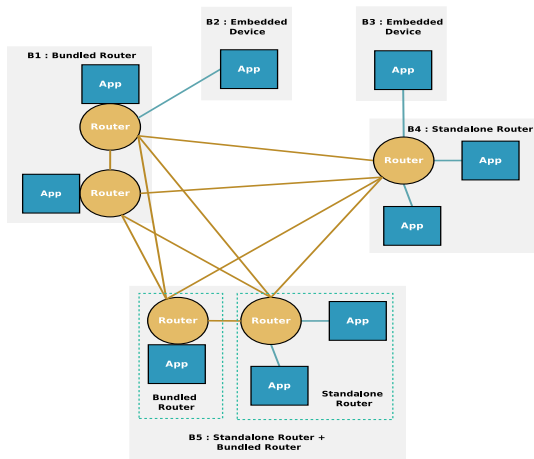 B2 : Embedded
Device
B3 : Embedded
Device
B1 : Bundled Router
App
App
App
Router
B4 : Standalone Router
Router
App
App
Router
App
Router
App
Router
App
App
App
Bundled
Router
Standalone
Router
B5 : Standalone Router +
Bundled Router